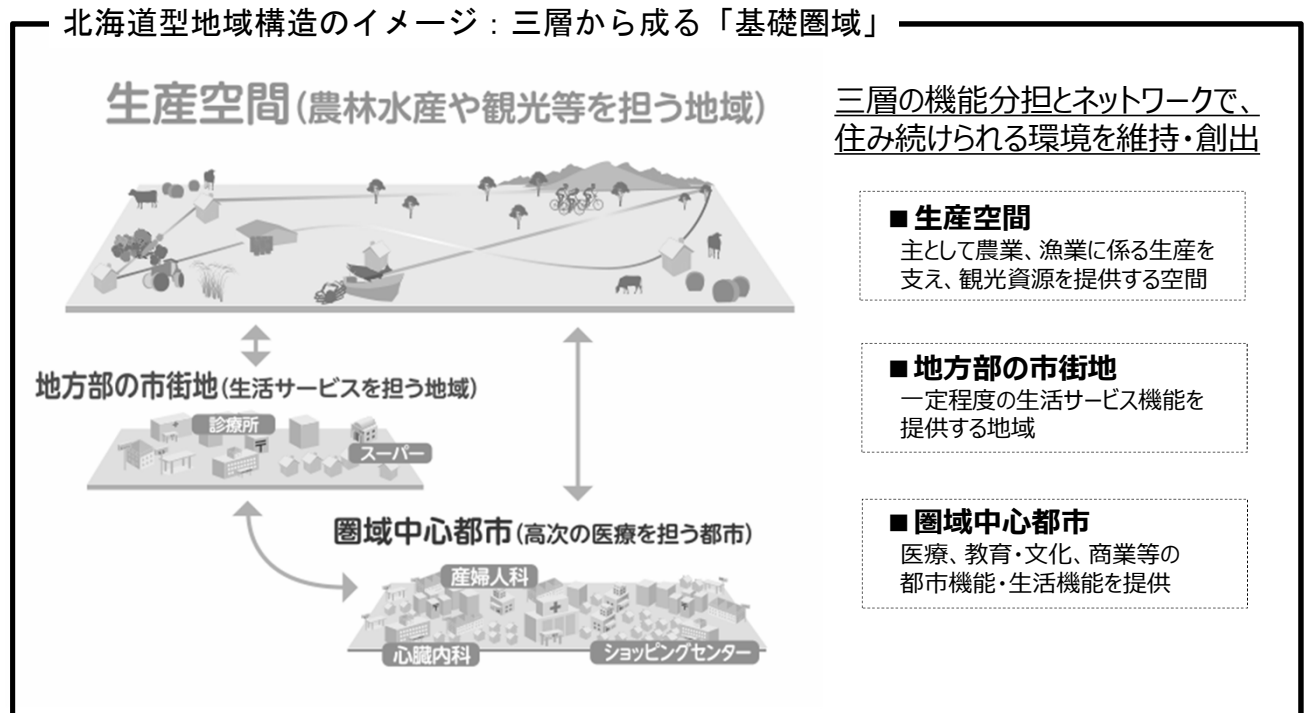 北海道型地域構造のイメージ：三層から成る「基礎圏域」
生産空間(農林水産や観光等を担う地域)
地方部の市街地(生活サービスを担う地域)
診療所
スーパー
圏域中心都市(高次の医療を担う都市)
産婦人科
心臓内科
ショッピングセンター
三層の機能分担とネットワークで、
住み続けられる環境を維持・創出
■生産空間
主として農業、漁業に係る生産を
支え、観光資源を提供する空間
■地方部の市街地
一定程度の生活サービス機能を
提供する地域
■圏域中心都市
医療、教育・文化、商業等の
都市機能・生活機能を提供